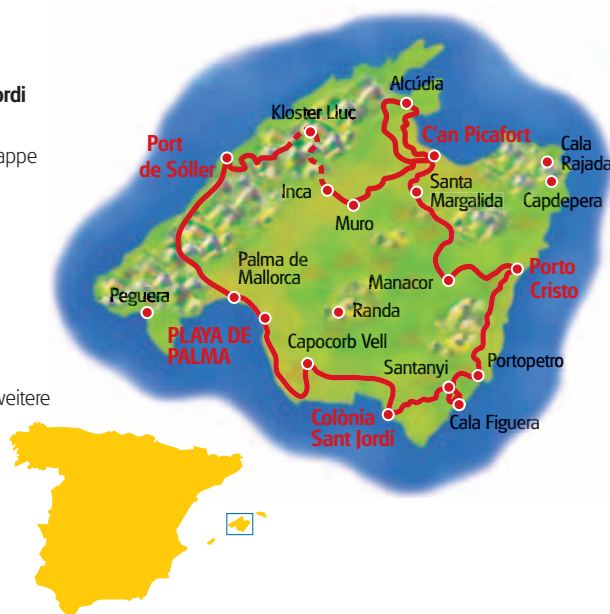 ordi
appe
weitere
Alcúdia
Kloster Lluc
C'an Picafort
Port
de Sóller
Cala
Rajada
Capdepera
Santa
Margalida
Inca
Muro
Palma de
Mallorca
Manacor
Porto
Cristo
Peguera
Randa
PLAYA DE
PALMA
Capocorb Vell
Santanyi
Portopetro
Colònia
Sant Jordi
Cala Figuera